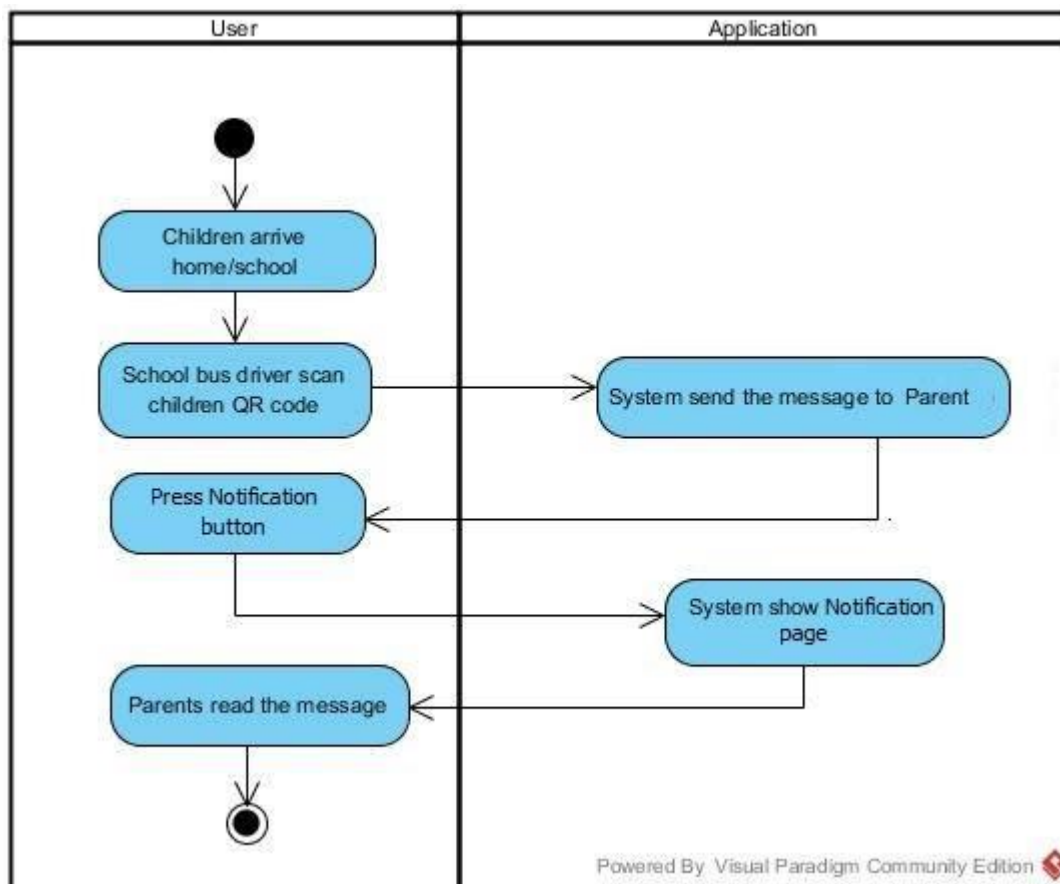 User
Application
Children arrive
home/school
School bus driver scan
children QR code
System send the message to Parent
Press Notification
button
System show Notification
page
Parents read the message
Powered By Visual Paradigm Community Edition